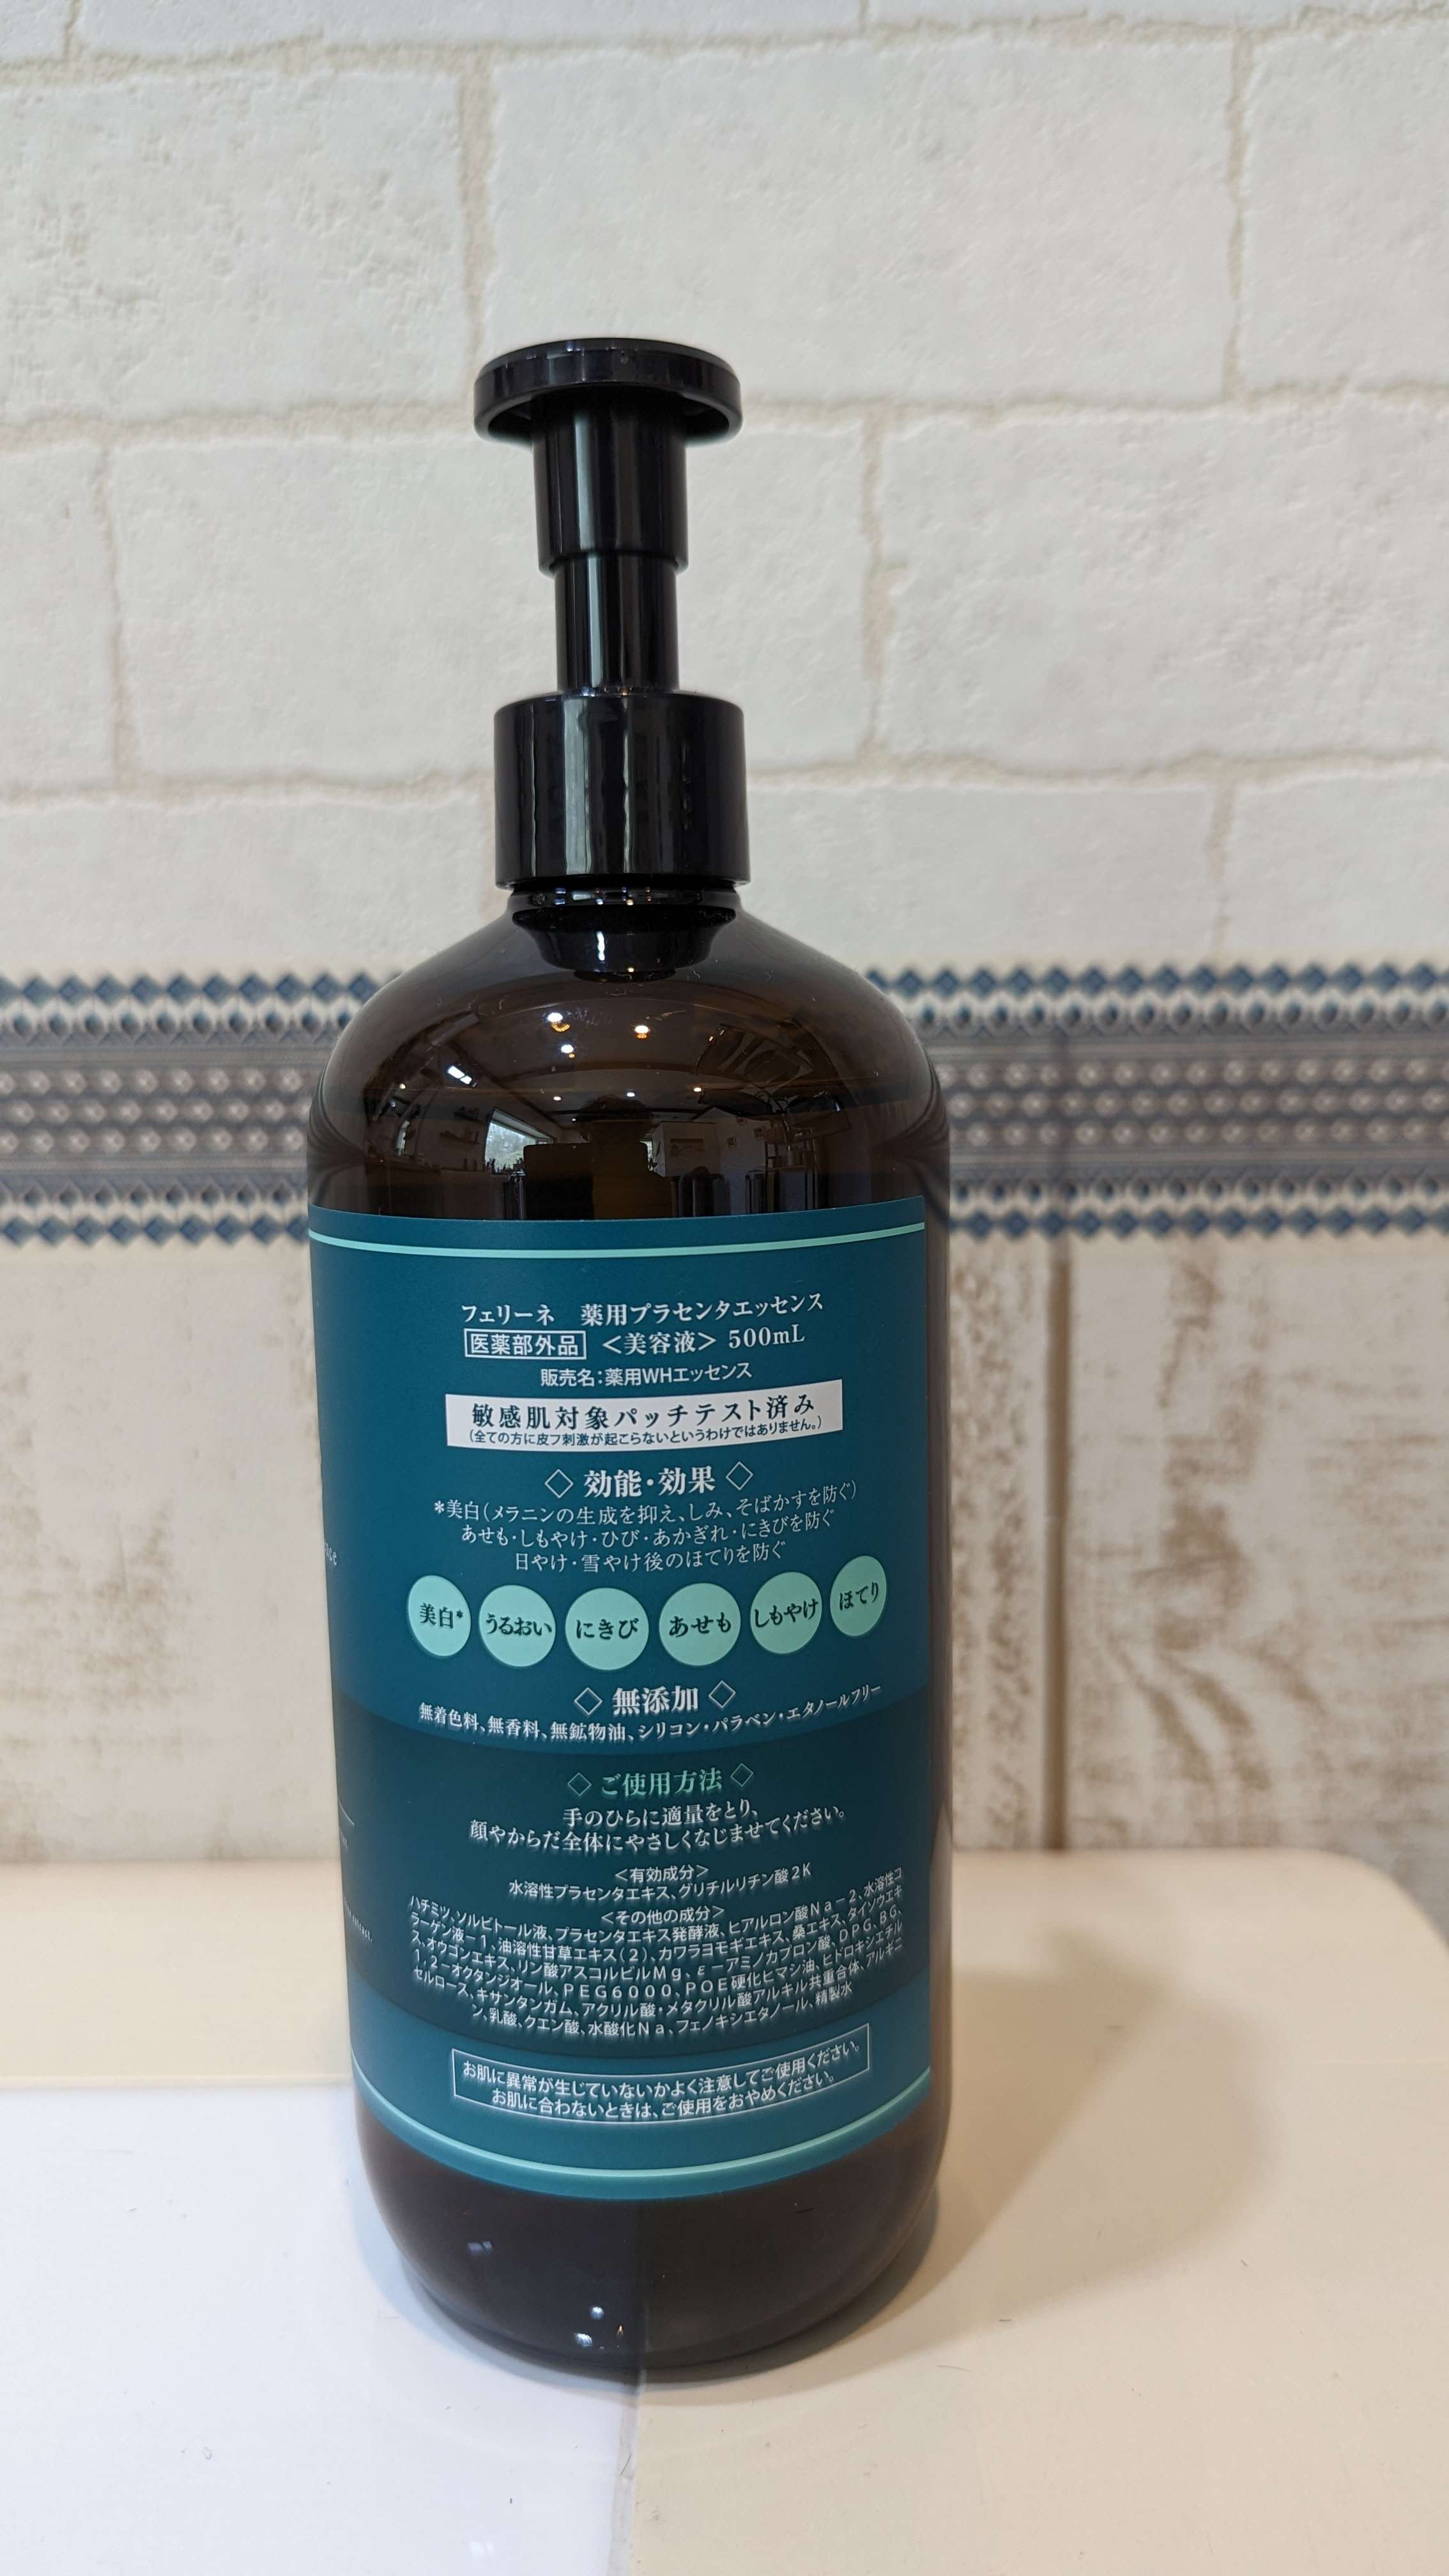 フェリーネ 薬用プラセンタエッセンス
医薬部外品 <美容液> 500mL
販売名:薬用WHエッセンス
敏感肌対象パッチテスト済み
(全ての方に皮フ刺激が起こらないというわけではありません。)
◇ 効能・効果 ◇
*美白(メラニンの生成を抑え、しみ、そばかすを防ぐ)
あせも・しもやけ・ひび・あかぎれ・にきびを防ぐ
日やけ・雪やけ後のほてりを防ぐ
美白* うるおい にきび あせも しもやけ ほてり
◇ 無添加 ◇
無着色料、無香料、無鉱物油、シリコン・パラベン・エタノールフリー
◇ ご使用方法 ◇
手のひらに適量をとり、
顔やからだ全体にやさしくなじませてください。
<有効成分>
水溶性プラセンタエキス、グリチルリチン酸2K
<その他の成分>
ハチミツ、ソルビトール液、プラセンタエキス発酵液、ヒアルロン酸Na-2、水溶性コ
ラーゲン液-1、油溶性甘草エキス(2)、カワラヨモギエキス、桑エキス、タイソウエキ
ス、オウゴンエキス、リン酸アスコルビルMg、ε-アミノカプロン酸、DPG、BG、
1,2-オクタンジオール、PEG6000、POE硬化ヒマシ油、ヒドロキシエチル
セルロース、キサンタンガム、アクリル酸・メタクリル酸アルキル共重合体、アルギニ
ン、乳酸、クエン酸、水酸化Na、フェノキシエタノール、精製水
お肌に異常が生じていないかよく注意してご使用ください。
お肌に合わないときは、ご使用をおやめください。